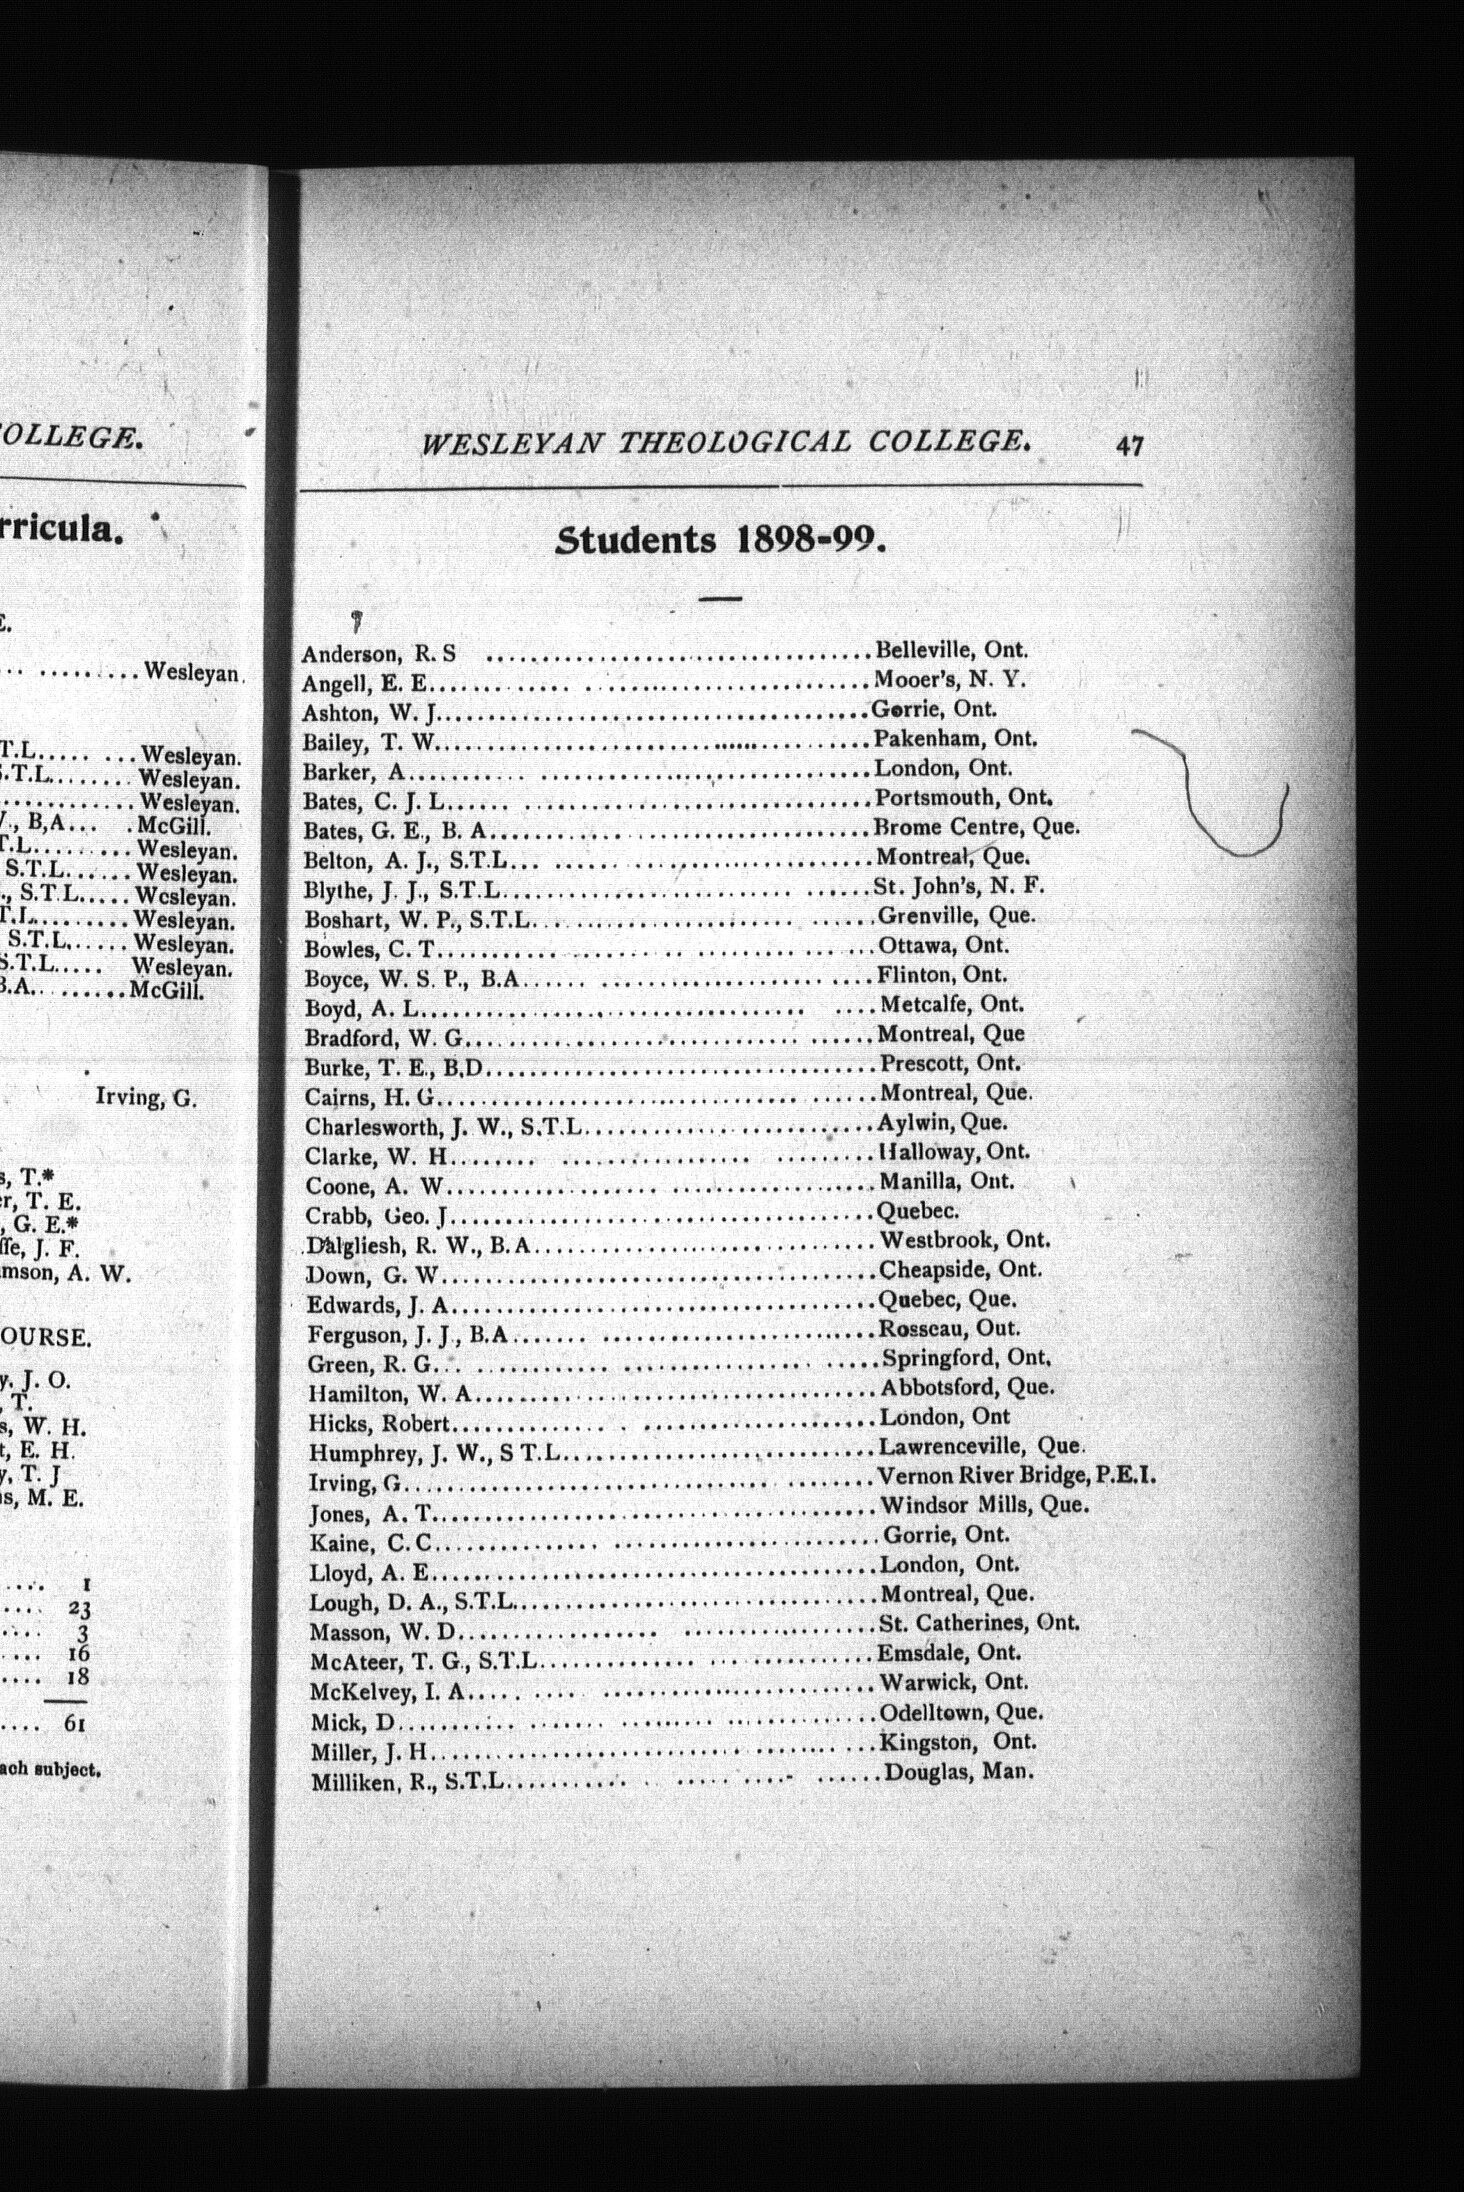 COLLEGE.
rricula.
E.
Wesleyan.
T.L..... ...Wesleyan.
S.T.L........Wesleyan.
............Wesleyan.
V., B,A... .McGill.
T.L.........Wesleyan.
S.T.L......Wesleyan.
., S.T.L.....Wcsleyan.
T.L.........Wesleyan.
S.T.L......Wesleyan.
S.T.L..... Wesleyan.
B.A.. .......McGill.
Irving, G.
s, T.*
er, T. E.
, G. E.*
ffe, J. F.
mson, A. W.
OURSE.
y, J. O.
, T.
s, W. H.
t, E. H.
y, T. J
ns, M. E.
.... 1
.... 23
.... 3
.... 16
.... 18
.... 61
ach subject.
WESLEYAN THEOLOGICAL COLLEGE. 47
Students 1898-99.
Anderson, R. S ........Belleville, Ont.
Angell, E. E........Mooer's, N. Y.
Ashton, W. J........Gorrie, Ont.
Bailey, T. W........Pakenham, Ont.
Barker, A........London, Ont.
Bates, C. J. L........Portsmouth, Ont.
Bates, G. E., B. A........Brome Centre, Que.
Belton, A. J., S.T.L........Montreal, Que.
Blythe, J. J., S.T.L........St. John's, N. F.
Boshart, W. P., S.T.L........Grenville, Que.
Bowles, C. T........Ottawa, Ont.
Boyce, W. S. P., B.A........Flinton, Ont.
Boyd, A. L........Metcalfe, Ont.
Bradford, W. G........Montreal, Que
Burke, T. E., B.D........Prescott, Ont.
Cairns, H. G........Montreal, Que.
Charlesworth, J. W., S.T.L........Aylwin, Que.
Clarke, W. H........Halloway, Ont.
Coone, A. W........Manilla, Ont.
Crabb, Geo. J........Quebec.
Dalgliesh, R. W., B.A........Westbrook, Ont.
Down, G. W........Cheapside, Ont.
Edwards, J. A........Quebec, Que.
Ferguson, J. J., B.A........Rosseau, Out.
Green, R. G........Springford, Ont.
Hamilton, W. A........Abbotsford, Que.
Hicks, Robert........London, Ont
Humphrey, J. W., S T.L........Lawrenceville, Que.
Irving, G........Vernon River Bridge, P.E.I.
Jones, A. T........Windsor Mills, Que.
Kaine, C. C........Gorrie, Ont.
Lloyd, A. E........London, Ont.
Lough, D. A., S.T.L........Montreal, Que.
Masson, W. D........St. Catherines, Ont.
McAteer, T. G., S.T.L........Emsdale, Ont.
McKelvey, I. A........Warwick, Ont.
Mick, D........Odelltown, Que.
Miller, J. H........Kingston, Ont.
Milliken, R., S.T.L........Douglas, Man.